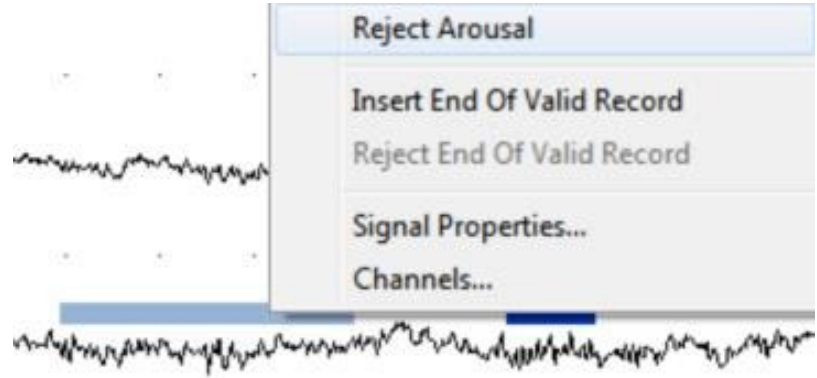 Reject Arousal
Insert End Of Valid Record
Reject End Of Valid Record
Signal Properties...
Channels...